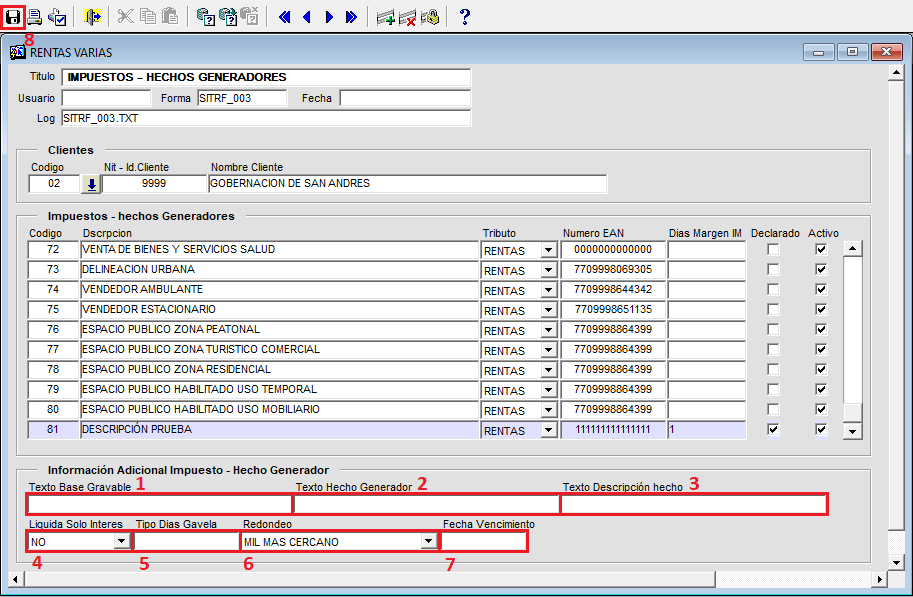 ?
8
RENTAS VARIAS
Titulo IMPUESTOS – HECHOS GENERADORES
Usuario Forma SITRF_003 Fecha
Log SITRF_003.TXT
Clientes
Codigo Nit - Id.Cliente Nombre Cliente
02 9999 GOBERNACION DE SAN ANDRES
Impuestos - hechos Generadores
Codigo Dscrpcion Tributo Numero EAN Dias Margen IM Declarado Activo
72 VENTA DE BIENES Y SERVICIOS SALUD RENTAS 0000000000000
73 DELINEACION URBANA RENTAS 7709998069305
74 VENDEDOR AMBULANTE RENTAS 7709998644342
75 VENDEDOR ESTACIONARIO RENTAS 7709998651135
76 ESPACIO PUBLICO ZONA PEATONAL RENTAS 7709998864399
77 ESPACIO PUBLICO ZONA TURISTICO COMERCIAL RENTAS 7709998864399
78 ESPACIO PUBLICO ZONA RESIDENCIAL RENTAS 7709998864399
79 ESPACIO PUBLICO HABILITADO USO TEMPORAL RENTAS 7709998864399
80 ESPACIO PUBLICO HABILITADO USO MOBILIARIO RENTAS 7709998864399
81 DESCRIPCIÓN PRUEBA RENTAS 111111111111111 1
Información Adicional Impuesto - Hecho Generador
Texto Base Gravable 1 Texto Hecho Generador 2 Texto Descripción hecho 3
Liquida Solo Interes Tipo Dias Gavela Redondeo Fecha Vencimiento
NO MIL MAS CERCANO
4 5 6 7